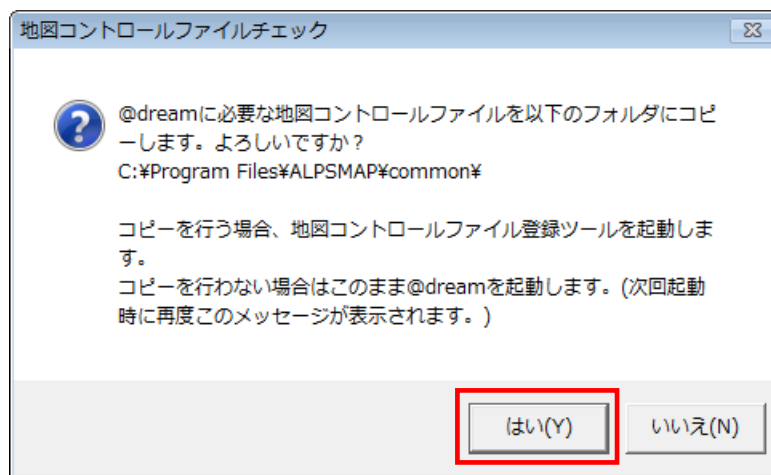 地図コントロールファイルチェック
@dreamに必要な地図コントロールファイルを以下のフォルダにコピ
ーします。よろしいですか？
C:¥Program Files¥ALPSMAP¥common¥
コピーを行う場合、地図コントロールファイル登録ツールを起動しま
す。
コピーを行わない場合はこのまま@dreamを起動します。(次回起動
時に再度このメッセージが表示されます。)
はい(Y)
いいえ(N)